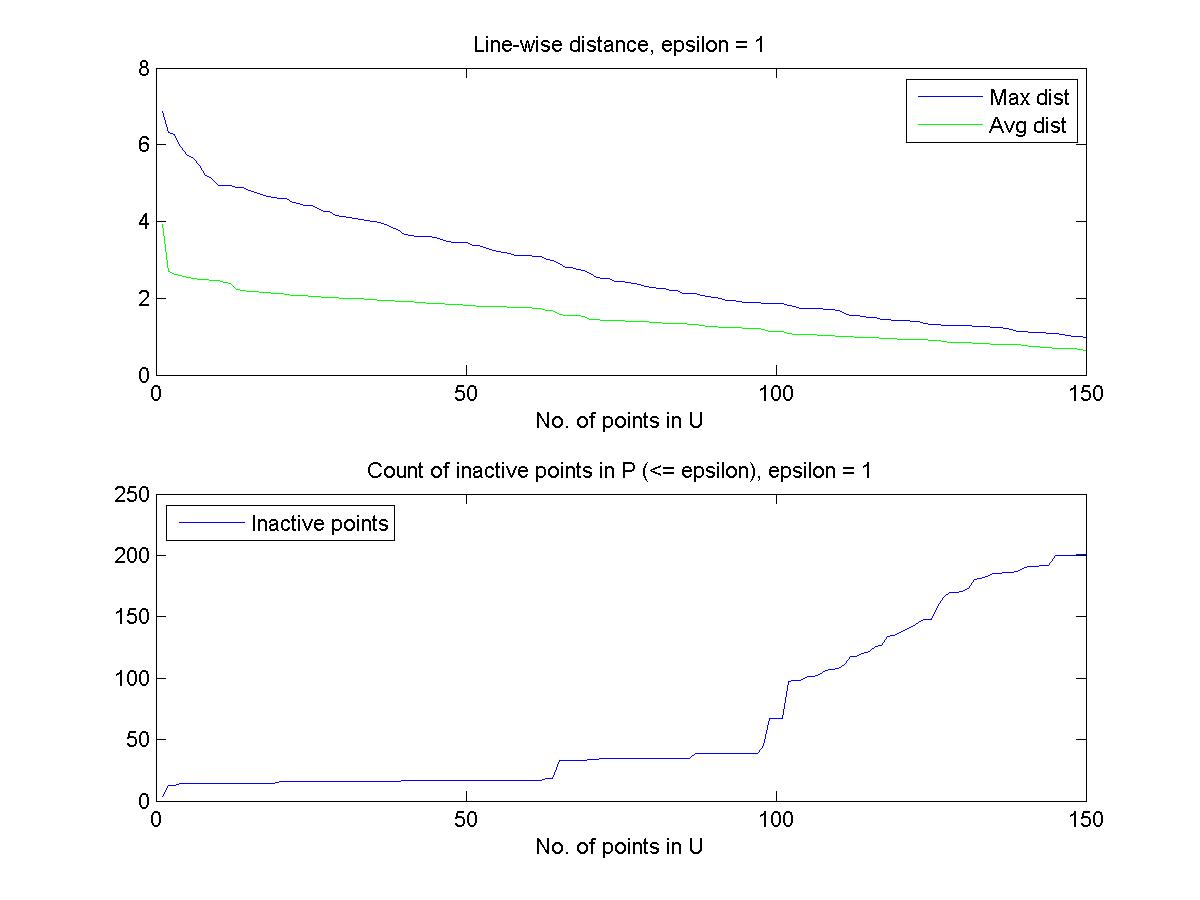 Line-wise distance, epsilon = 1
8
6
4
2
0
Max dist
Avg dist
0 50 100 150
No. of points in U
Count of inactive points in P (<= epsilon), epsilon = 1
250
200
150
100
50
0
Inactive points
0 50 100 150
No. of points in U